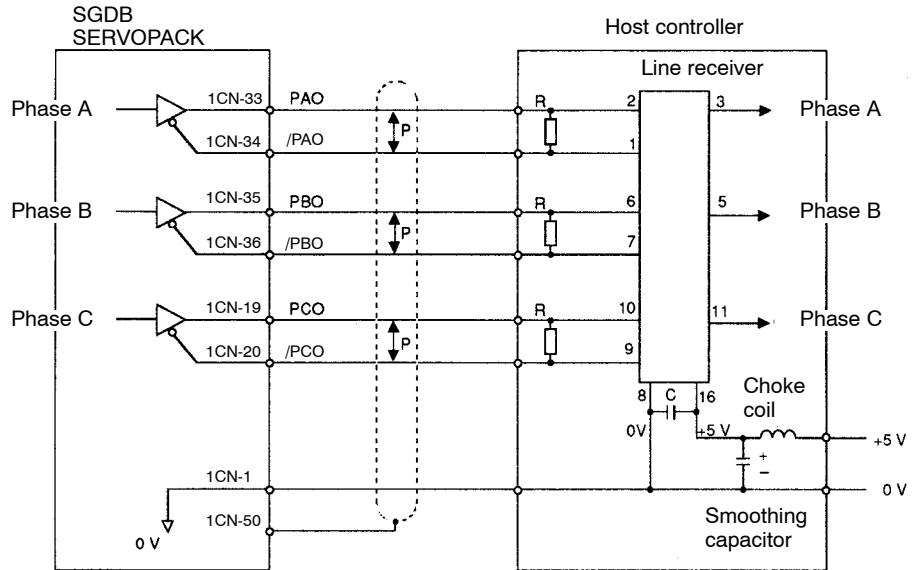 SGDB
SERVOPACK
Host controller
Line receiver
Phase A
1CN-33
PAO
P
R
2
3
Phase A
1CN-34
/PAO
1
Phase B
1CN-35
PBO
P
R
6
5
Phase B
1CN-36
/PBO
7
Phase C
1CN-19
PCO
P
R
10
11
Phase C
1CN-20
/PCO
9
8
C
16
Choke
coil
0V
+5 V
+5 V
+
−
1CN-1
0 V
1CN-50
0 V
Smoothing
capacitor